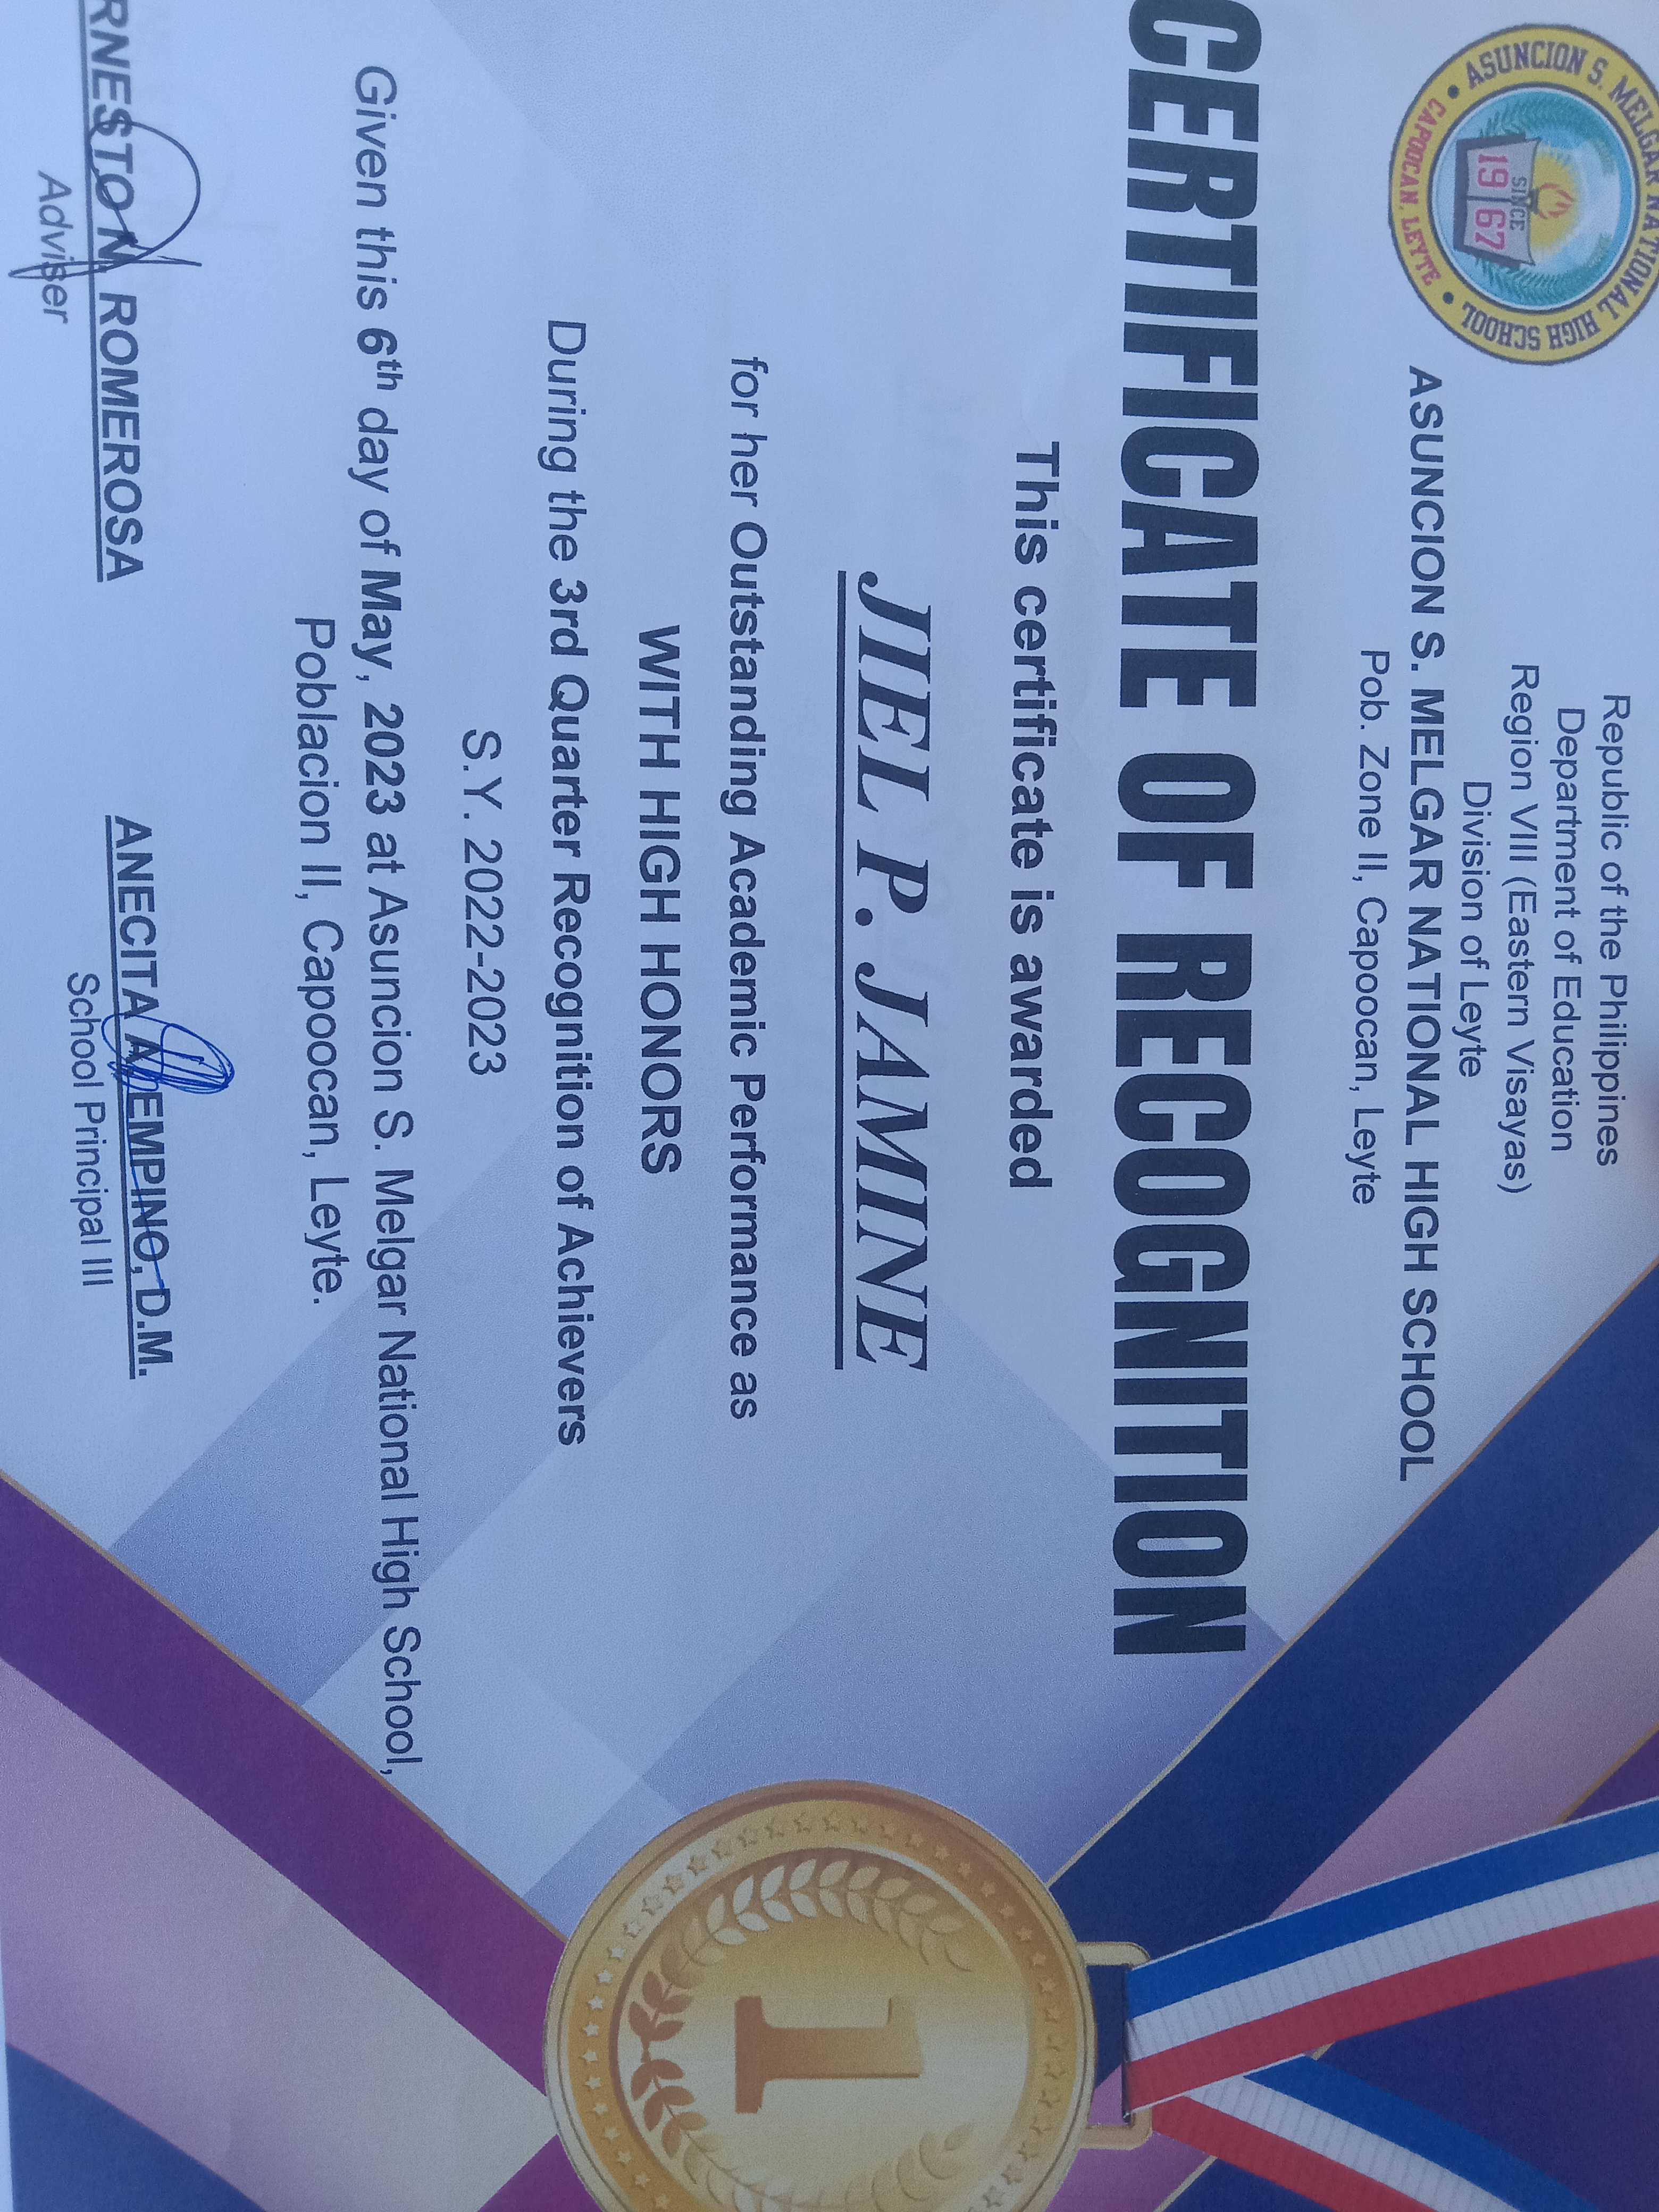 ASUNCION S. MELGAR NATIONAL HIGH SCHOOL
SINCE
1967
CAPOOCAN, LEYTE
Republic of the Philippines
Department of Education
Region VIII (Eastern Visayas)
Division of Leyte
ASUNCION S. MELGAR NATIONAL HIGH SCHOOL
Pob. Zone II, Capoocan, Leyte
CERTIFICATE OF RECOGNITION
This certificate is awarded
JIEL P. JAMINE
for her Outstanding Academic Performance as
WITH HIGH HONORS
During the 3rd Quarter Recognition of Achievers
S.Y. 2022-2023
Given this 6th day of May, 2023 at Asuncion S. Melgar National High School,
Poblacion II, Capoocan, Leyte.
RNESTO N. ROMEROSA
Adviser
ANECITA A. EMPINO, D.M.
School Principal III
1